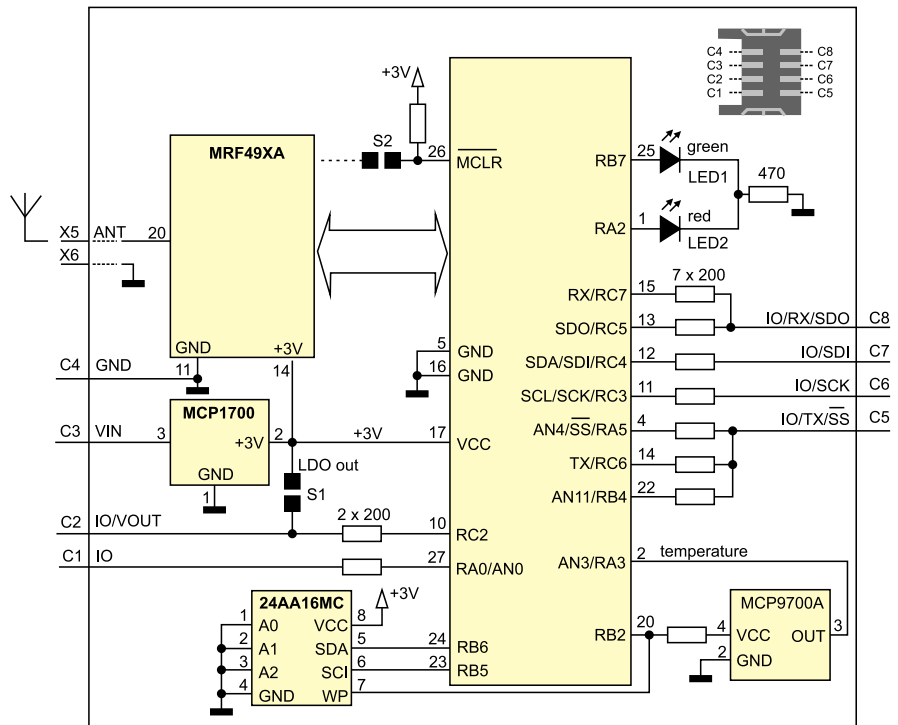 C4 C8
C3 C7
C2 C6
C1 C5
+3V
MRF49XA
S2
26 MCLR
RB7 25 green
LED1
470
RA2 1 red
LED2
X5 ANT 20
X6
7 x 200
RX/RC7 15
SDO/RC5 13 IO/RX/SDO C8
5 GND
16 GND
SDA/SDI/RC4 12 IO/SDI C7
GND +3V
11 14
C4 GND
SCL/SCK/RC3 11 IO/SCK C6
MCP1700
AN4/SS/RA5 4 IO/TX/SS C5
C3 VIN 3 +3V 2 +3V 17 VCC
TX/RC6 14
GND
1
LDO out
S1
AN11/RB4 22
C2 IO/VOUT 2 x 200 10 RC2
C1 IO 27 RA0/AN0
AN3/RA3 2 temperature
24AA16MC
+3V
1 A0 VCC 8
2 A1 SDA 5 24 RB6
3 A2 SCI 6 23 RB5
4 GND WP 7
RB2 20
MCP9700A
4 VCC OUT 3
2 GND